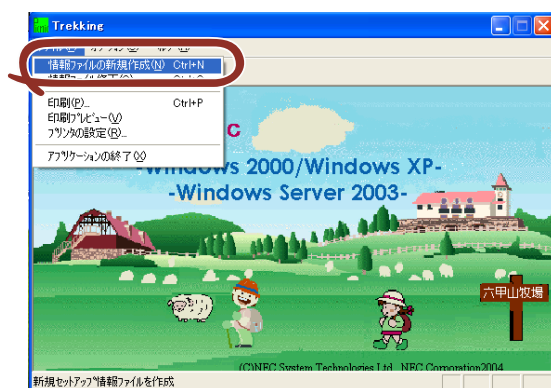 Trekking
情報ファイルの新規作成(N) Ctrl+N
印刷(P)... Ctrl+P
印刷プレビュー(V)
プリンタの設定(R)...
アプリケーションの終了(X)
C
-Windows 2000/Windows XP-
-Windows Server 2003-
六甲山牧場
(C)NEC System Technologies Ltd. NEC Corporation2004
新規セットアップ情報ファイルを作成